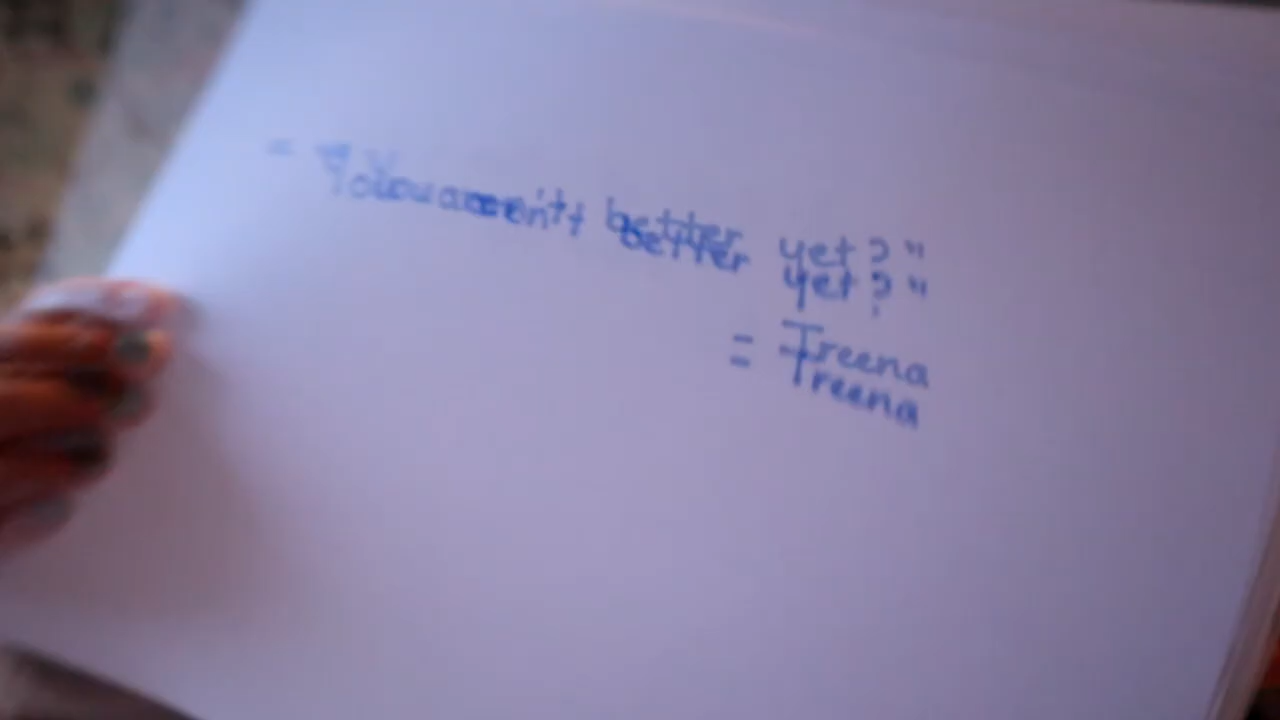 = "You aren't better yet?"
= Treena